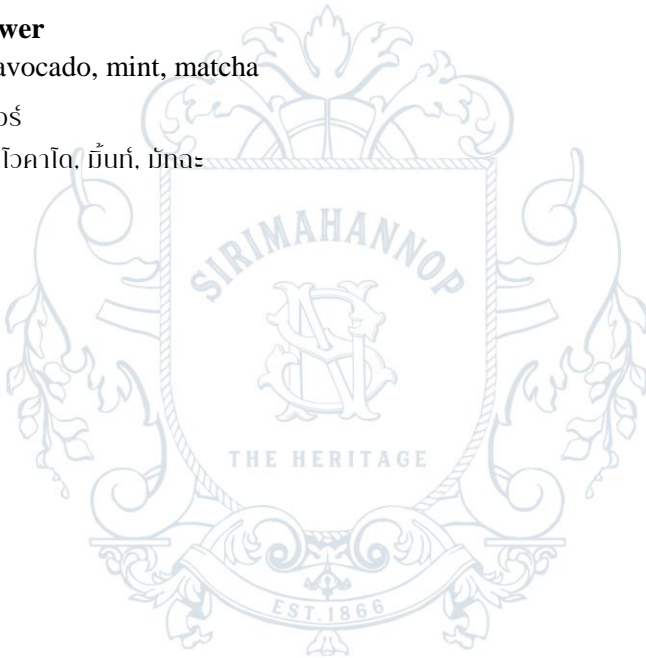 wer
avocado, mint, matcha
อร์
โวคาโด, มิ้นท์, มัทฉะ
SIRIMAHANNOP
SN
THE HERITAGE
EST.1866